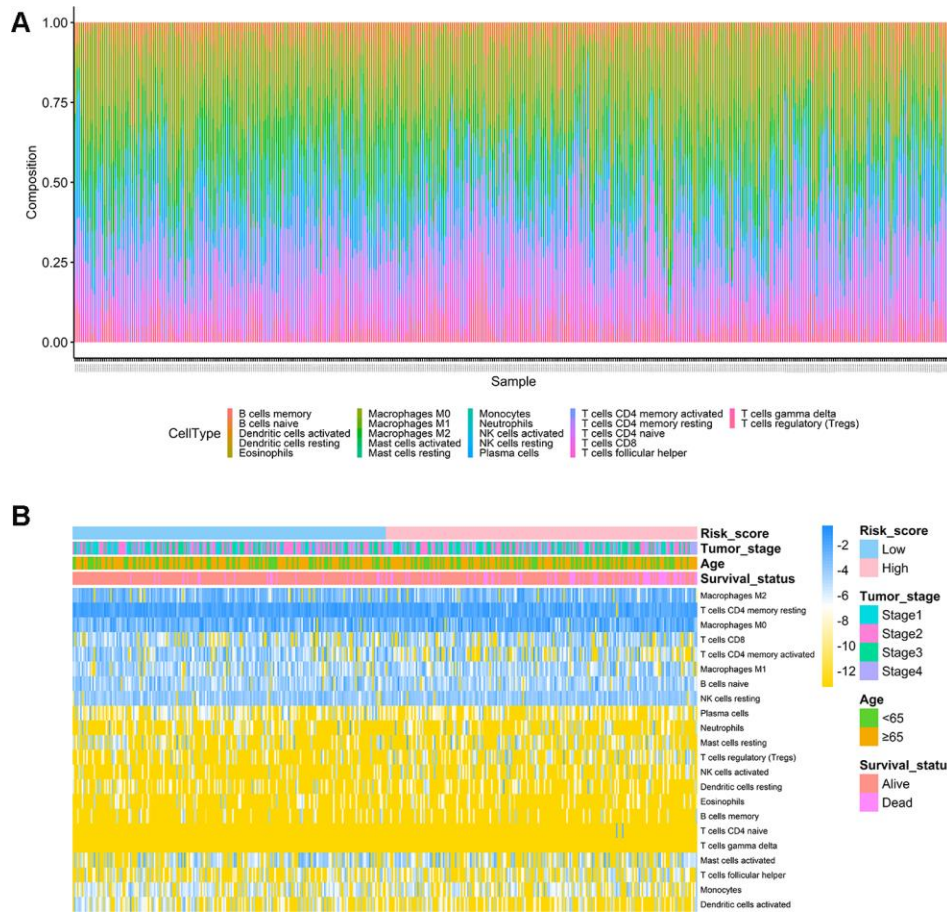 A
1.00
0.75
0.50
0.25
0.00
Composition
Sample
CellType
B cells memory
B cells naive
Dendritic cells activated
Dendritic cells resting
Eosinophils
Macrophages M0
Macrophages M1
Macrophages M2
Mast cells activated
Mast cells resting
Monocytes
Neutrophils
NK cells activated
NK cells resting
Plasma cells
T cells CD4 memory activated
T cells CD4 memory resting
T cells CD4 naive
T cells CD8
T cells follicular helper
T cells gamma delta
T cells regulatory (Tregs)
B
Risk_score
Tumor_stage
Age
Survival_status
Macrophages M2
T cells CD4 memory resting
Macrophages M0
T cells CD8
T cells CD4 memory activated
Macrophages M1
B cells naive
NK cells resting
Plasma cells
Neutrophils
Mast cells resting
T cells regulatory (Tregs)
NK cells activated
Dendritic cells resting
Eosinophils
B cells memory
T cells CD4 naive
T cells gamma delta
Mast cells activated
T cells follicular helper
Monocytes
Dendritic cells activated
-2
-4
-6
-8
-10
-12
Risk_score
Low
High
Tumor_stage
Stage1
Stage2
Stage3
Stage4
Age
<65
≥65
Survival_status
Alive
Dead